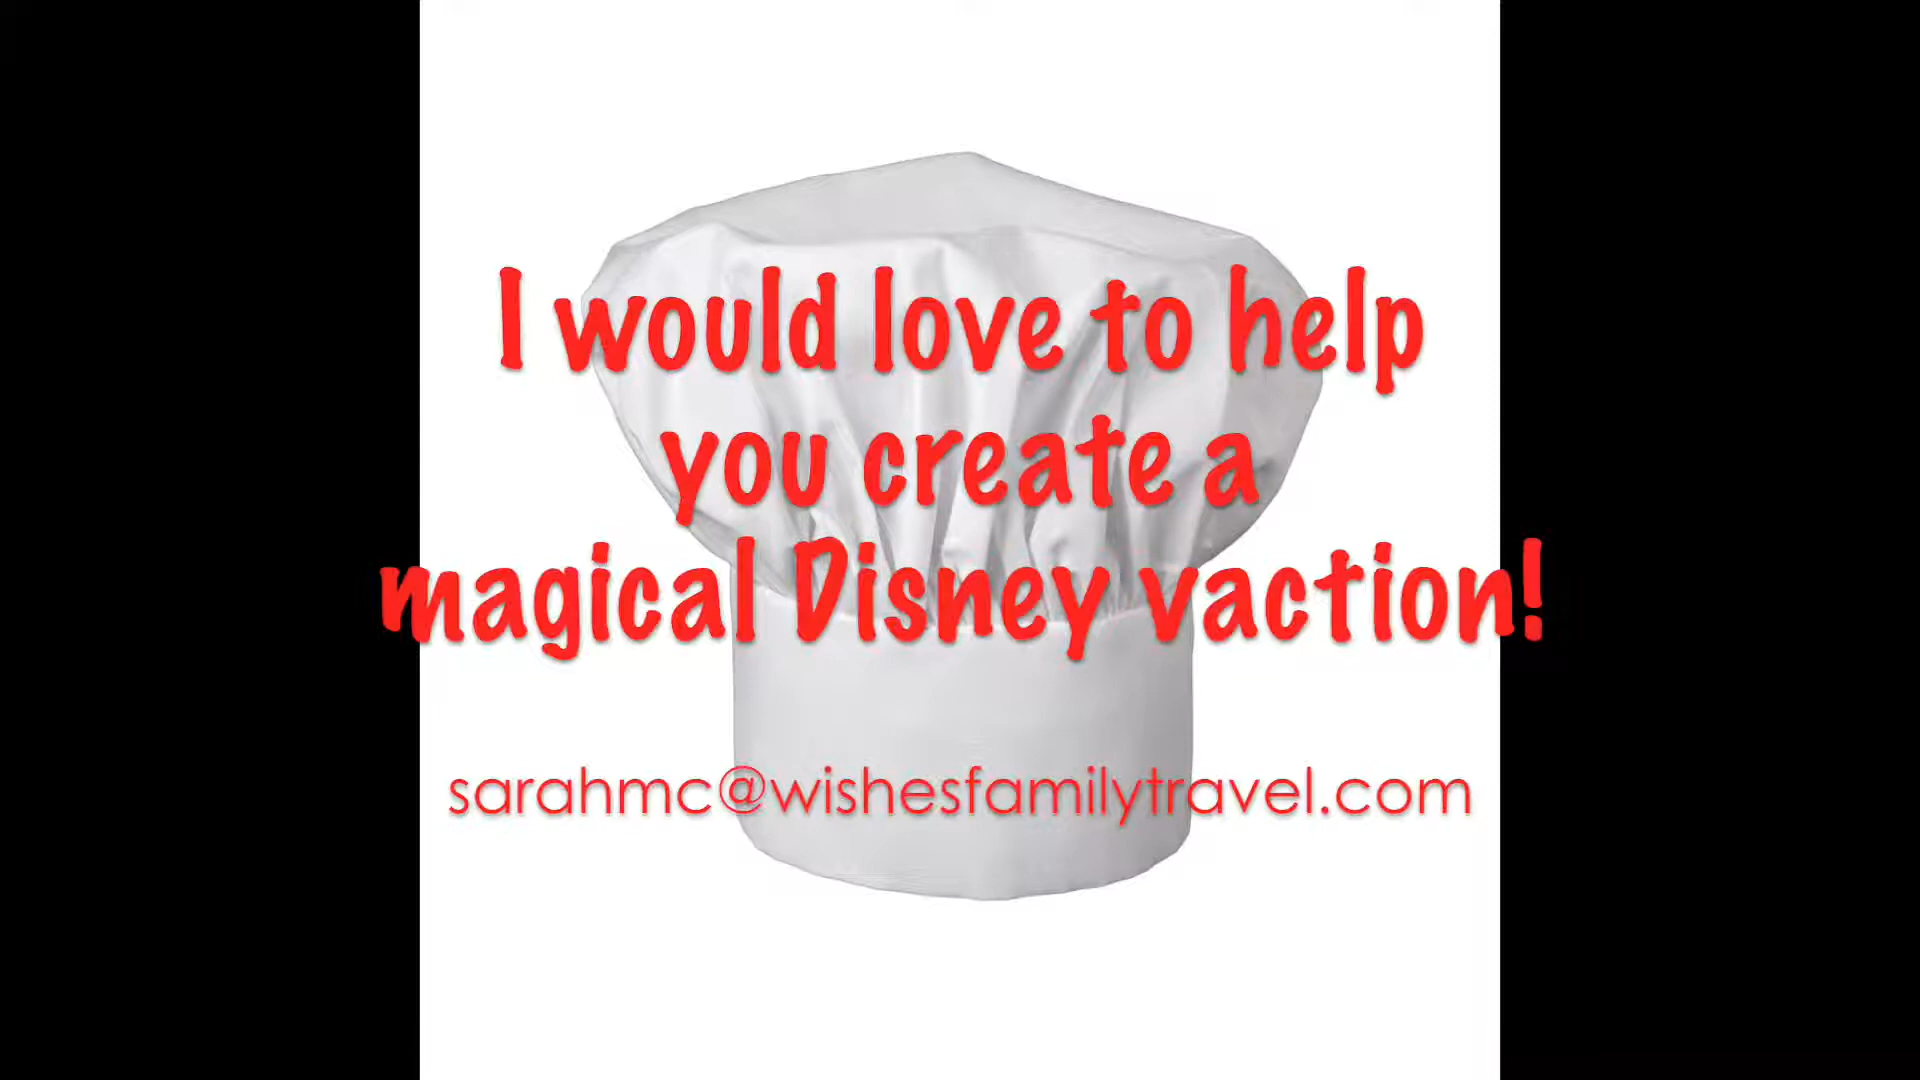 I would love to help
you create a
magical Disney vaction!
sarahmc@wishesfamilytravel.com